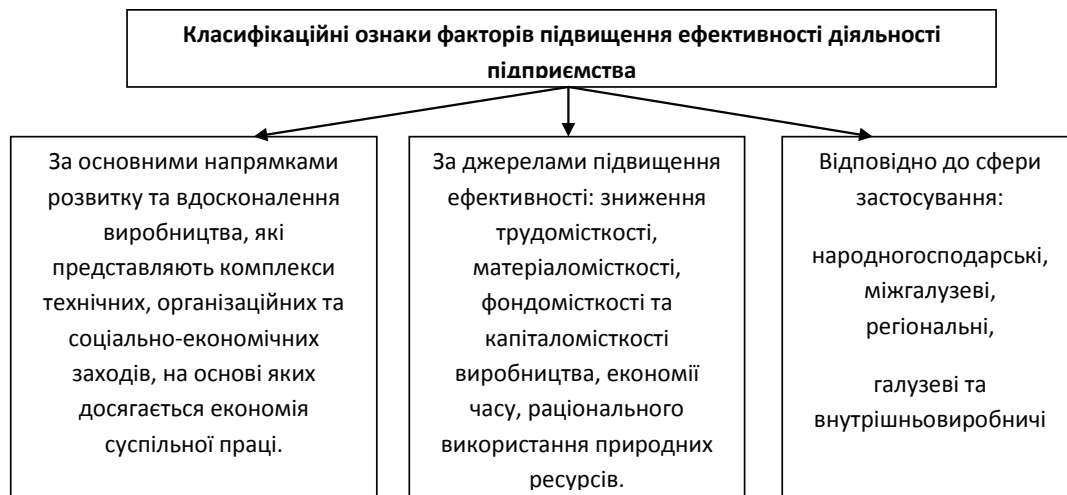 Класифікаційні ознаки факторів підвищення ефективності діяльності
підприємства
За основними напрямками
розвитку та вдосконалення
виробництва, які
представляють комплекси
технічних, організаційних та
соціально-економічних
заходів, на основі яких
досягається економія
суспільної праці.
За джерелами підвищення
ефективності: зниження
трудомісткості,
матеріаломісткості,
фондомісткості та
капіталомісткості
виробництва, економії
часу, раціонального
використання природних
ресурсів.
Відповідно до сфери
застосування:
народногосподарські,
міжгалузеві,
регіональні,
галузеві та
внутрішньовиробничі